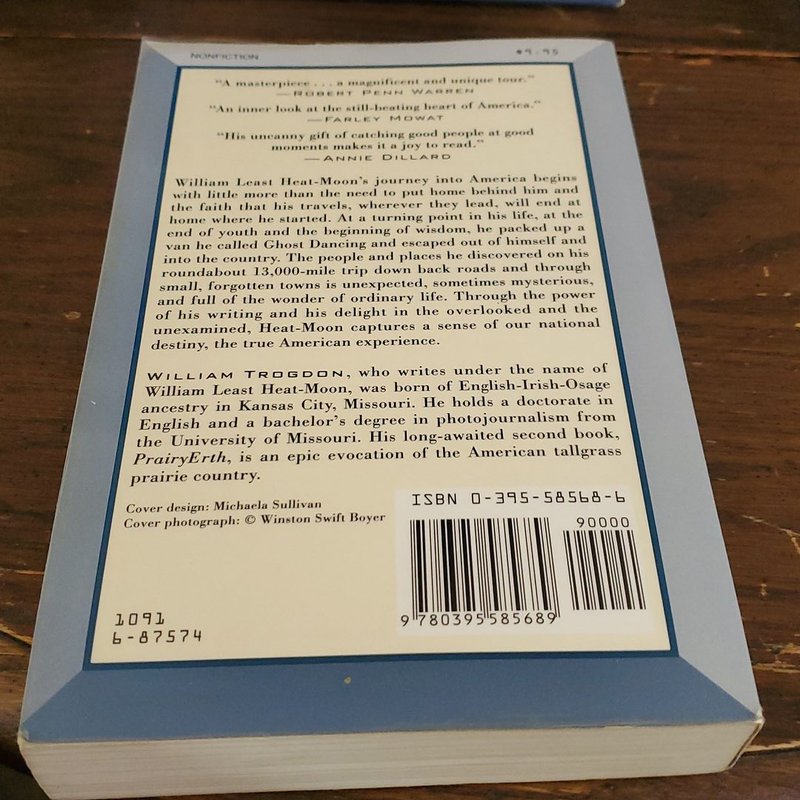 NONFICTION
$9.95
"A masterpiece . . . a magnificent and unique tour."
—ROBERT PENN WARREN
"An inner look at the still-beating heart of America."
—FARLEY MOWAT
"His uncanny gift of catching good people at good
moments makes it a joy to read."
—ANNIE DILLARD
William Least Heat-Moon's journey into America begins
with little more than the need to put home behind him and
the faith that his travels, wherever they lead, will end at
home where he started. At a turning point in his life, at the
end of youth and the beginning of wisdom, he packed up a
van he called Ghost Dancing and escaped out of himself and
into the country. The people and places he discovered on his
roundabout 13,000-mile trip down back roads and through
small, forgotten towns is unexpected, sometimes mysterious,
and full of the wonder of ordinary life. Through the power
of his writing and his delight in the overlooked and the
unexamined, Heat-Moon captures a sense of our national
destiny, the true American experience.
WILLIAM TROGDON, who writes under the name of
William Least Heat-Moon, was born of English-Irish-Osage
ancestry in Kansas City, Missouri. He holds a doctorate in
English and a bachelor's degree in photojournalism from
the University of Missouri. His long-awaited second book,
PrairyErth, is an epic evocation of the American tallgrass
prairie country.
Cover design: Michaela Sullivan
Cover photograph: © Winston Swift Boyer
ISBN 0-395-58568-6
90000
9 780395 585689
1091
6-87574